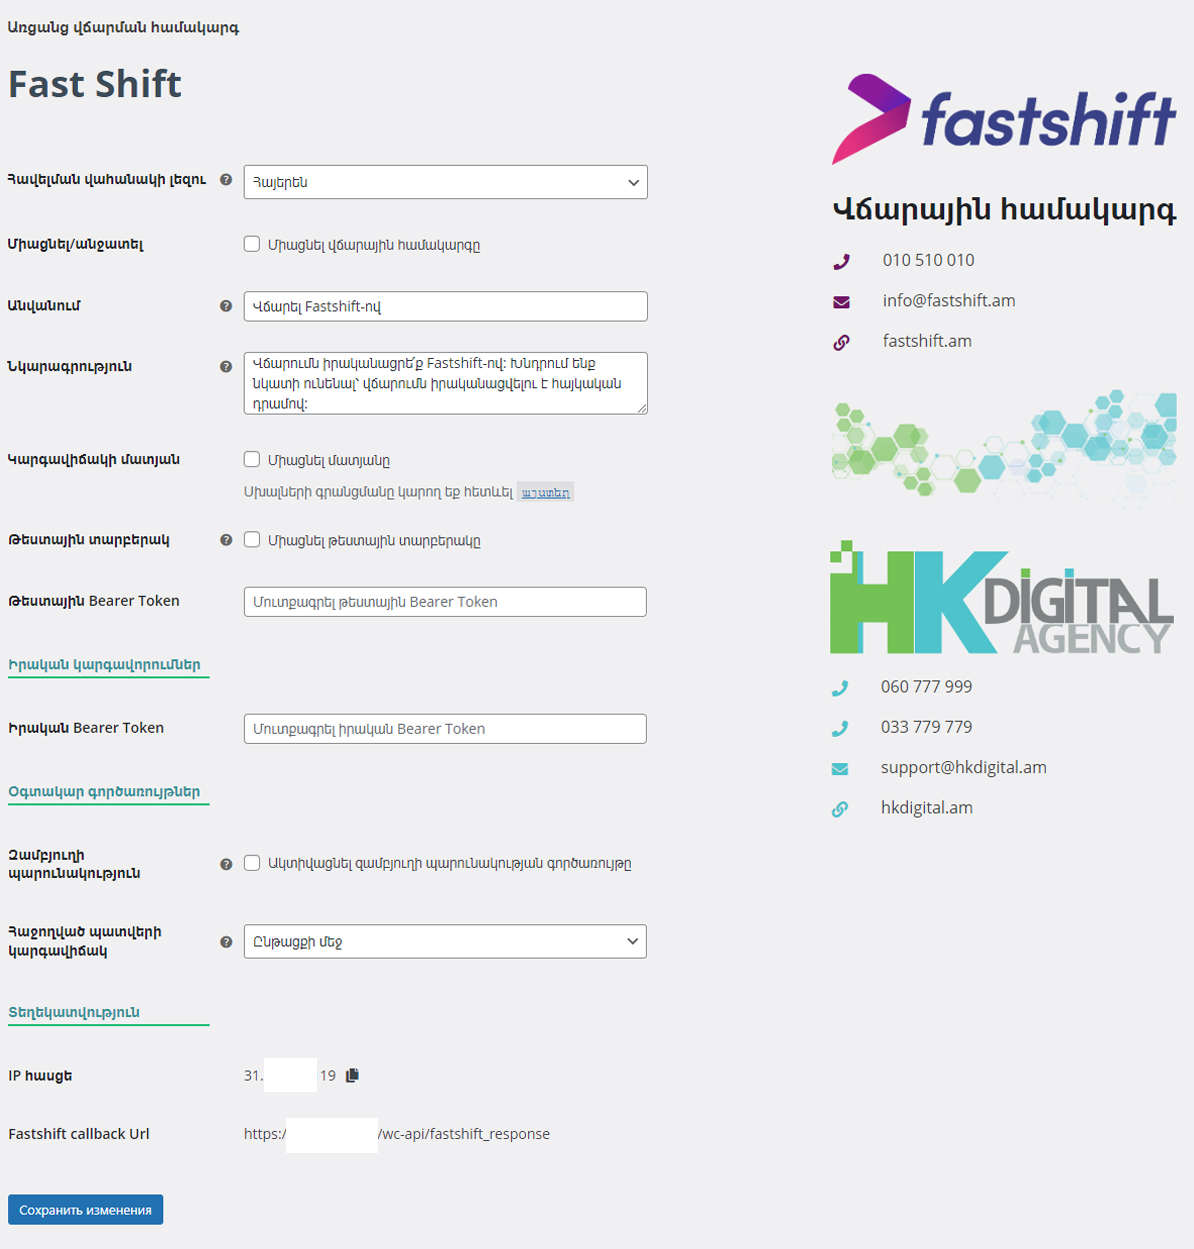 Առցանց վճարման համակարգ
Fast Shift
Հավելման վահանակի լեզու
Հայերեն
Միացնել/անջատել
Միացնել վճարային համակարգը
Անվանում
Վճարել Fastshift-ով
Նկարագրություն
Վճարումն իրականացրե՛ք Fastshift-ով: Խնդրում ենք
նկատի ունենալ՝ վճարումն իրականացվելու է հայկական
դրամով:
Կարգավիճակի մատյան
Միացնել մատյանը
Սխալների գրանցմանը կարող եք հետևել այստեղ
Թեստային տարբերակ
Միացնել թեստային տարբերակը
Թեստային Bearer Token
Մուտքագրել թեստային Bearer Token
Իրական կարգավորումներ
Իրական Bearer Token
Մուտքագրել իրական Bearer Token
Օգտակար գործառույթներ
Զամբյուղի
պարունակություն
Ակտիվացնել զամբյուղի պարունակության գործառույթը
Հաջողված պատվերի
կարգավիճակ
Ընթացքի մեջ
Տեղեկատվություն
IP հասցե
31. 19
Fastshift callback Url
https:/ /wc-api/fastshift_response
Сохранить изменения
fastshift
Վճարային համակարգ
010 510 010
info@fastshift.am
fastshift.am
HK DIGITAL
AGENCY
060 777 999
033 779 779
support@hkdigital.am
hkdigital.am